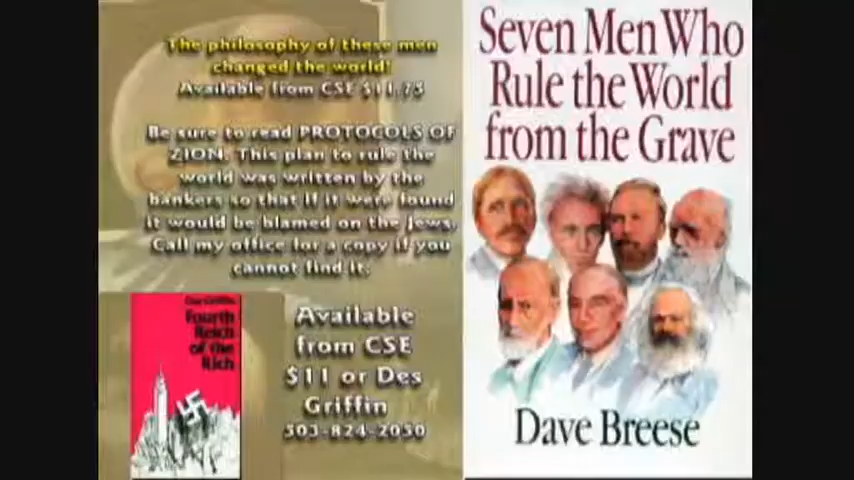 The philosophy of these men
changed the world!
Available from CSE $11.75
Be sure to read PROTOCOLS OF
ZION. This plan to rule the
world was written by the
bankers so that if it were found
it would be blamed on the Jews.
Call my office for a copy if you
cannot find it.
Des Griffin
Fourth
Reich
of the
Rich
Available
from CSE
$11 or Des
Griffin
503-824-2050
Seven Men Who
Rule the World
from the Grave
Dave Breese